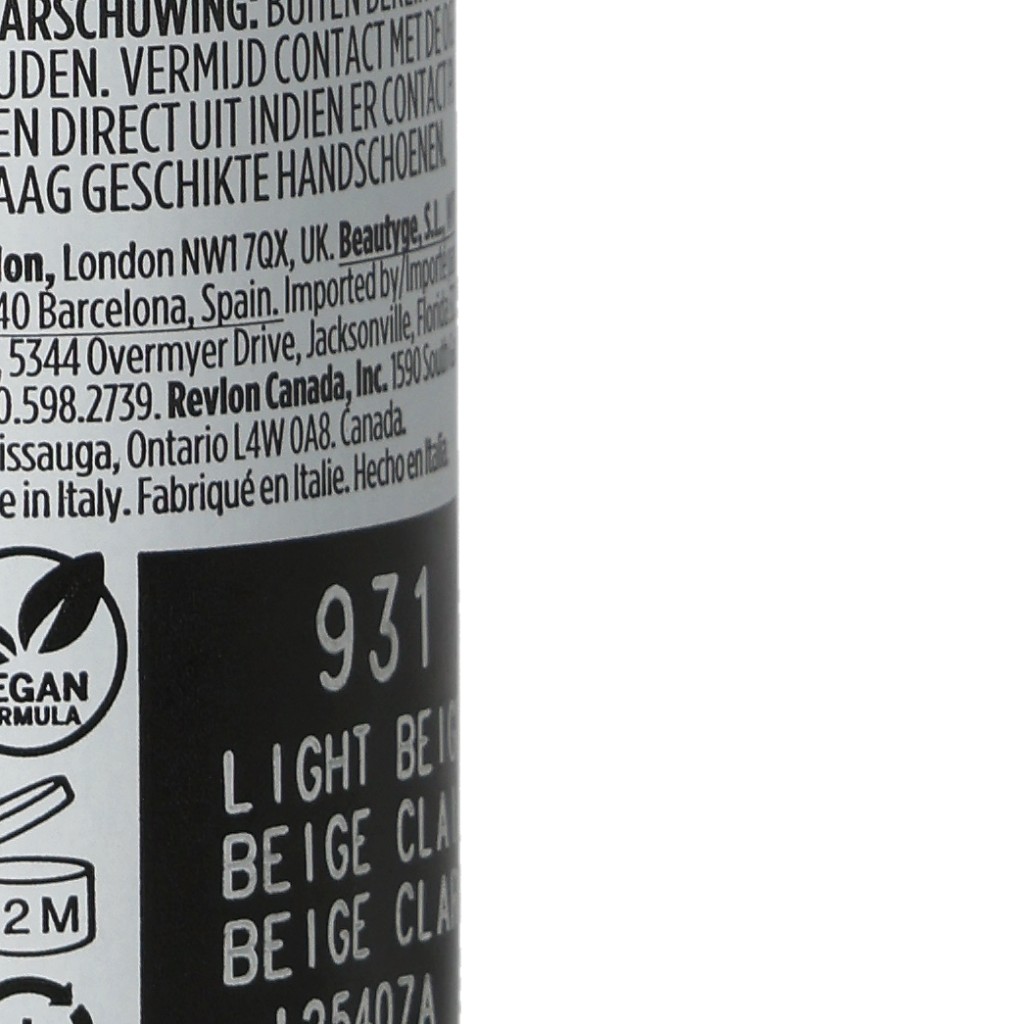 ARSCHUWING: BUITEN
UDEN. VERMIJD CONTACT MET DE
EN DIRECT UIT INDIEN ER CONTACT
AAG GESCHIKTE HANDSCHOENEN.
lon, London NW1 7QX, UK. Beautyge, S.L.,
40 Barcelona, Spain. Imported by/Importé
, 5344 Overmyer Drive, Jacksonville, Florida
0.598.2739. Revlon Canada, Inc. 1590 South
issauga, Ontario L4W 0A8. Canada.
e in Italy. Fabriqué en Italie. Hecho en Italia.
EGAN
RMULA
2 M
931
LIGHT BEIG
BEIGE CLAI
BEIGE CLAR
L25407A